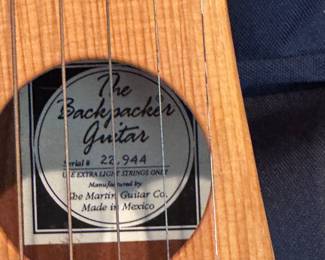 The
Backpacker
Guitar
Serial # 22,944
USE EXTRA LIGHT STRINGS ONLY
Manufactured by
The Martin Guitar Co.
Made in Mexico